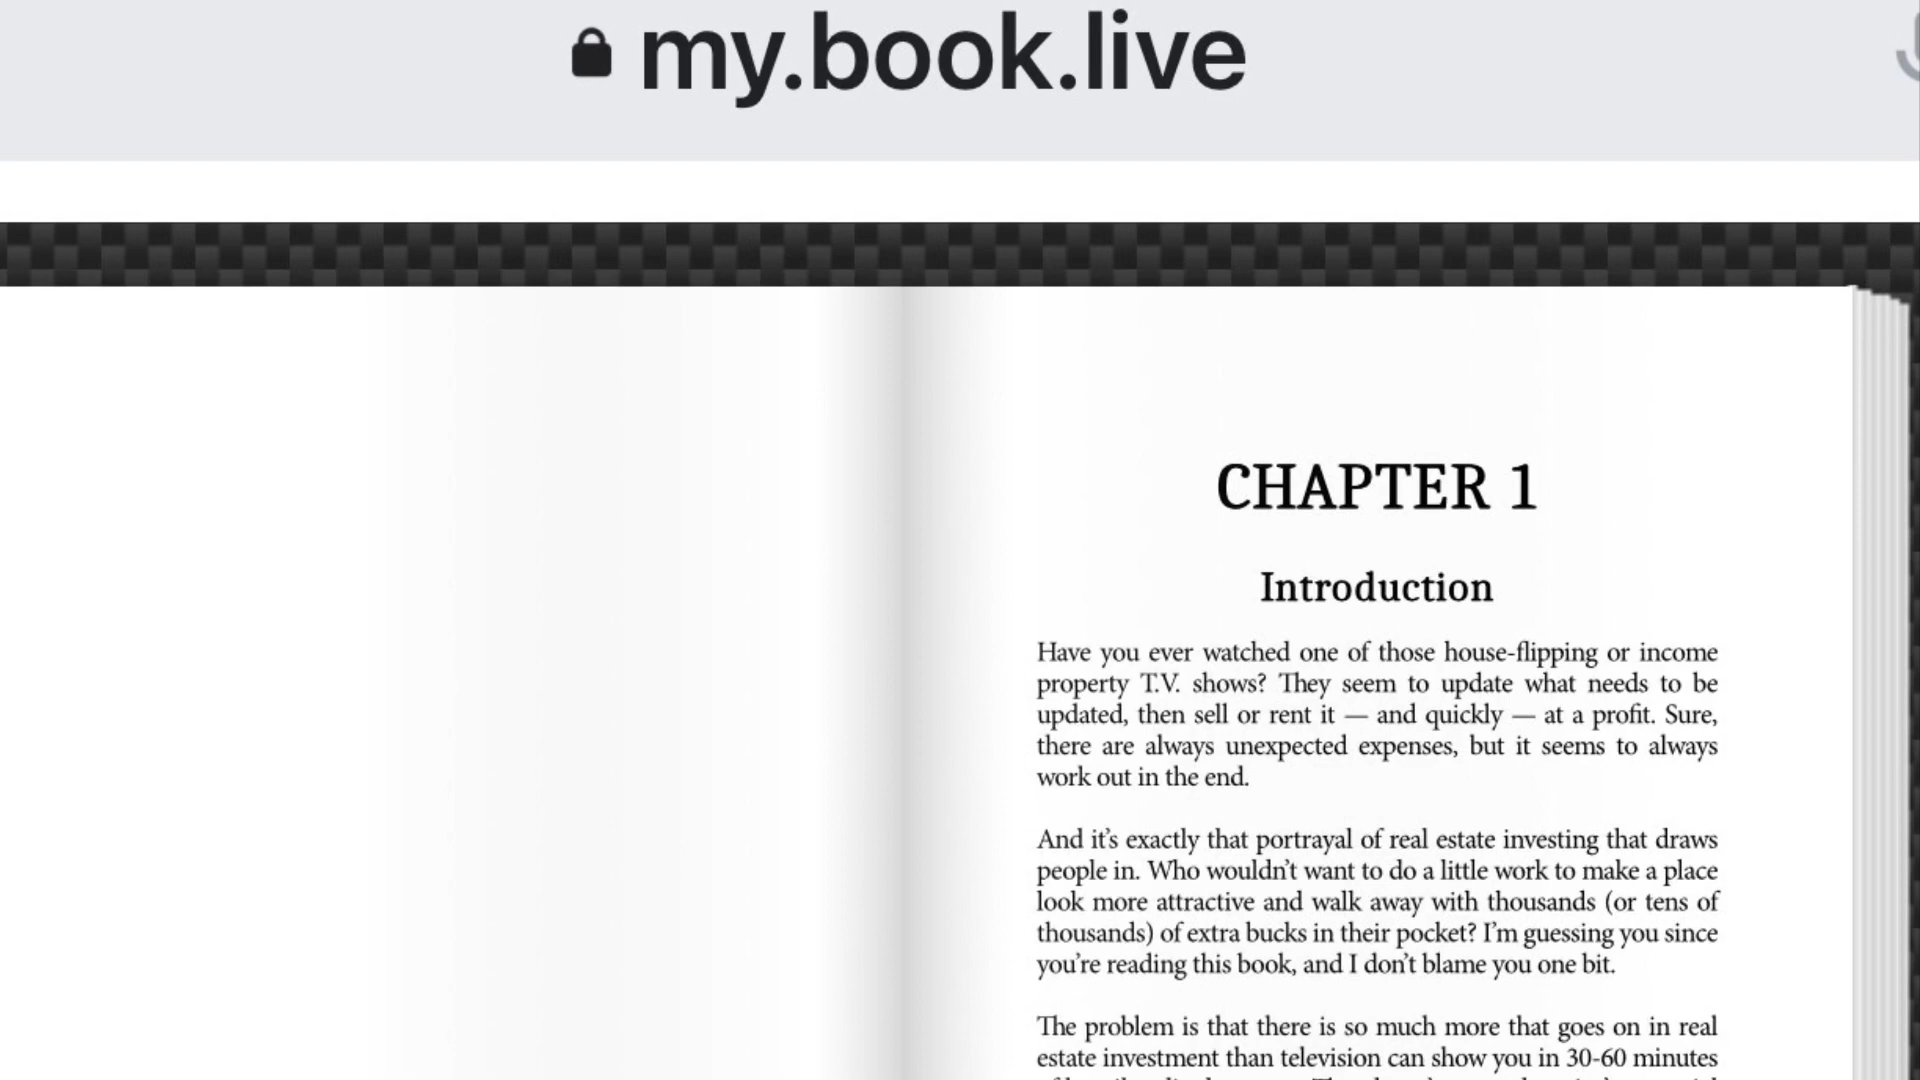 my.book.live
CHAPTER 1
Introduction
Have you ever watched one of those house-flipping or income
property T.V. shows? They seem to update what needs to be
updated, then sell or rent it — and quickly — at a profit. Sure,
there are always unexpected expenses, but it seems to always
work out in the end.
And it’s exactly that portrayal of real estate investing that draws
people in. Who wouldn’t want to do a little work to make a place
look more attractive and walk away with thousands (or tens of
thousands) of extra bucks in their pocket? I’m guessing you since
you’re reading this book, and I don’t blame you one bit.
The problem is that there is so much more that goes on in real
estate investment than television can show you in 30-60 minutes